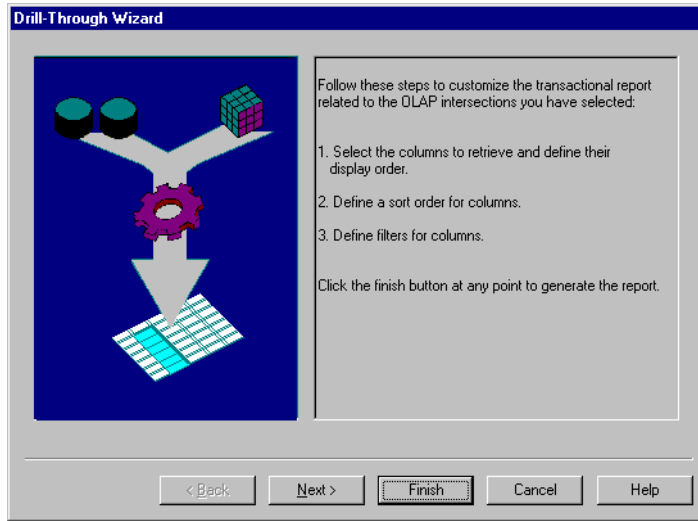 Drill-Through Wizard
Follow these steps to customize the transactional report
related to the OLAP intersections you have selected:
1. Select the columns to retrieve and define their
display order.
2. Define a sort order for columns.
3. Define filters for columns.
Click the finish button at any point to generate the report.
< Back
Next >
Finish
Cancel
Help